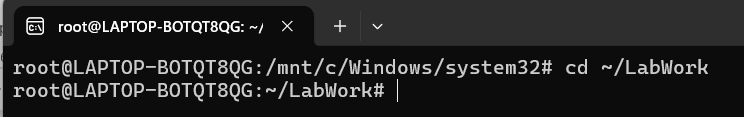 root@LAPTOP-BOTQT8QG: ~/
root@LAPTOP-BOTQT8QG:/mnt/c/Windows/system32# cd ~/LabWork
root@LAPTOP-BOTQT8QG:~/LabWork#